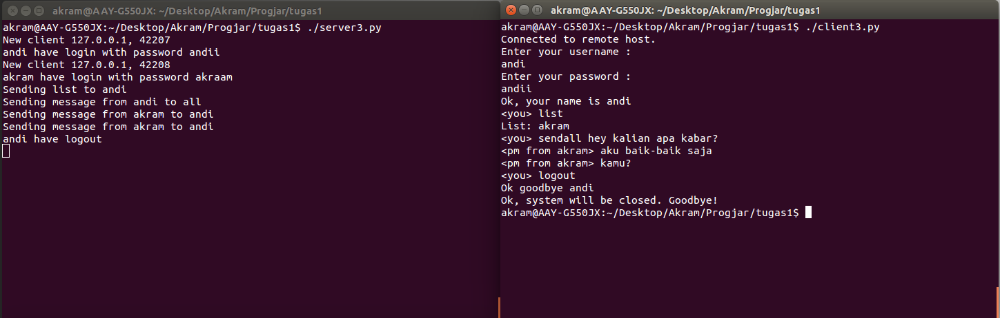 akram@AAY-G550JX: ~/Desktop/Akram/Progjar/tugas1
akram@AAY-G550JX:~/Desktop/Akram/Progjar/tugas1$ ./server3.py
New client 127.0.0.1, 42207
andi have login with password andii
New client 127.0.0.1, 42208
akram have login with password akraam
Sending list to andi
Sending message from andi to all
Sending message from akram to andi
Sending message from akram to andi
andi have logout
akram@AAY-G550JX: ~/Desktop/Akram/Progjar/tugas1
akram@AAY-G550JX:~/Desktop/Akram/Progjar/tugas1$ ./client3.py
Connected to remote host.
Enter your username :
andi
Enter your password :
andii
Ok, your name is andi
<you> list
List: akram
<you> sendall hey kalian apa kabar?
<pm from akram> aku baik-baik saja
<pm from akram> kamu?
<you> logout
Ok goodbye andi
Ok, system will be closed. Goodbye!
akram@AAY-G550JX:~/Desktop/Akram/Progjar/tugas1$